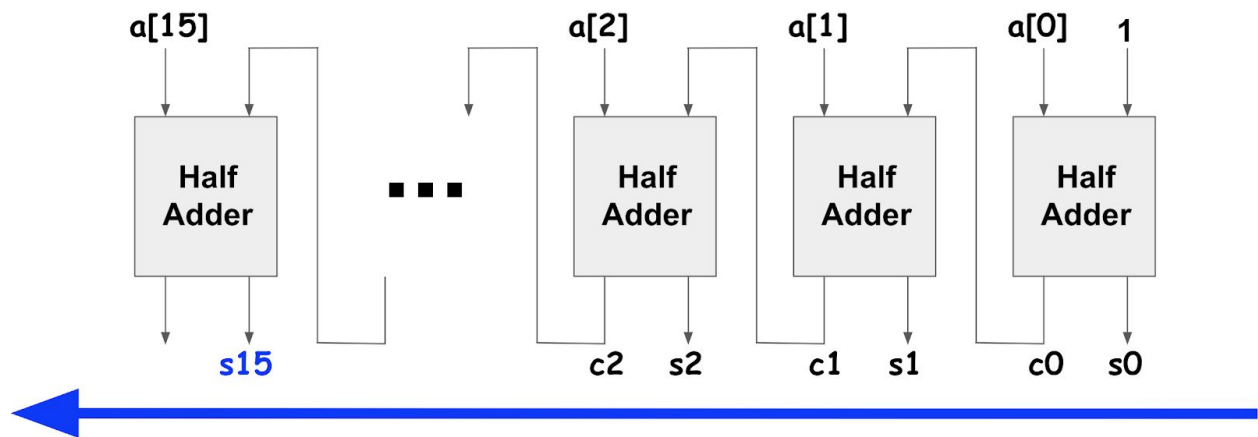 a[15] a[2] a[1] a[0] 1
Half Half Half Half
Adder Adder Adder Adder
s15 c2 s2 c1 s1 c0 s0